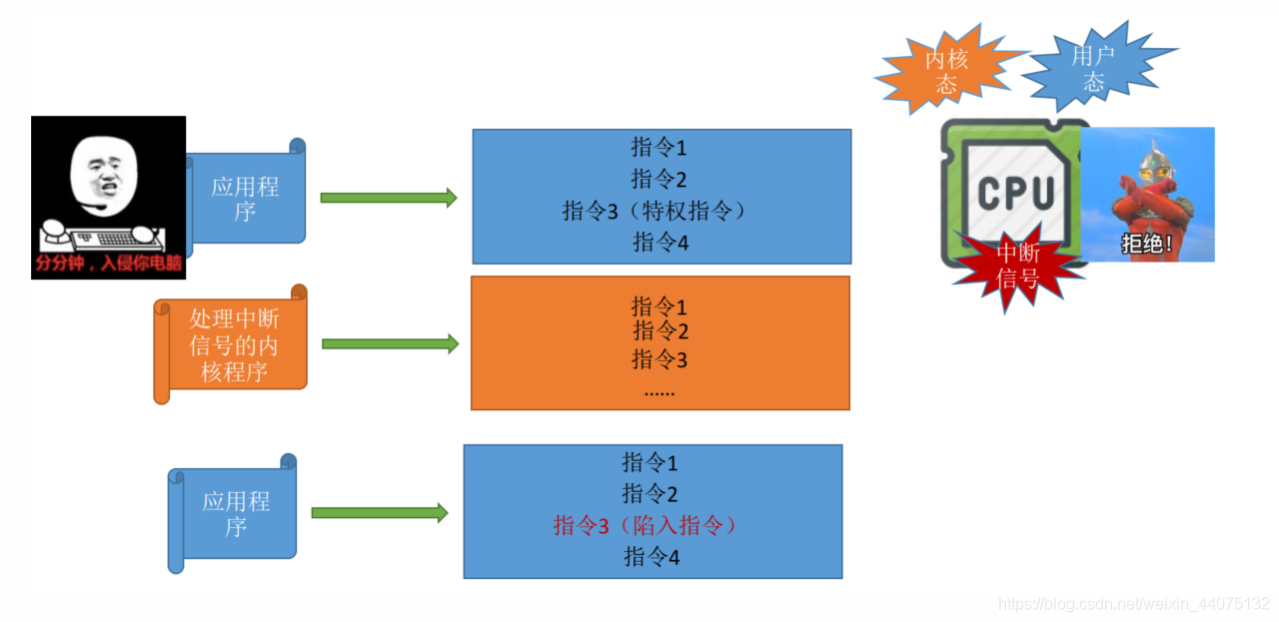 内核
态
用户
态
应用程
序
指令1
指令2
指令3（特权指令）
指令4
CPU
拒绝！
中断
信号
分分钟，入侵你电脑
处理中断
信号的内
核程序
指令1
指令2
指令3
……
应用程
序
指令1
指令2
指令3（陷入指令）
指令4
https://blog.csdn.net/weixin_44075132